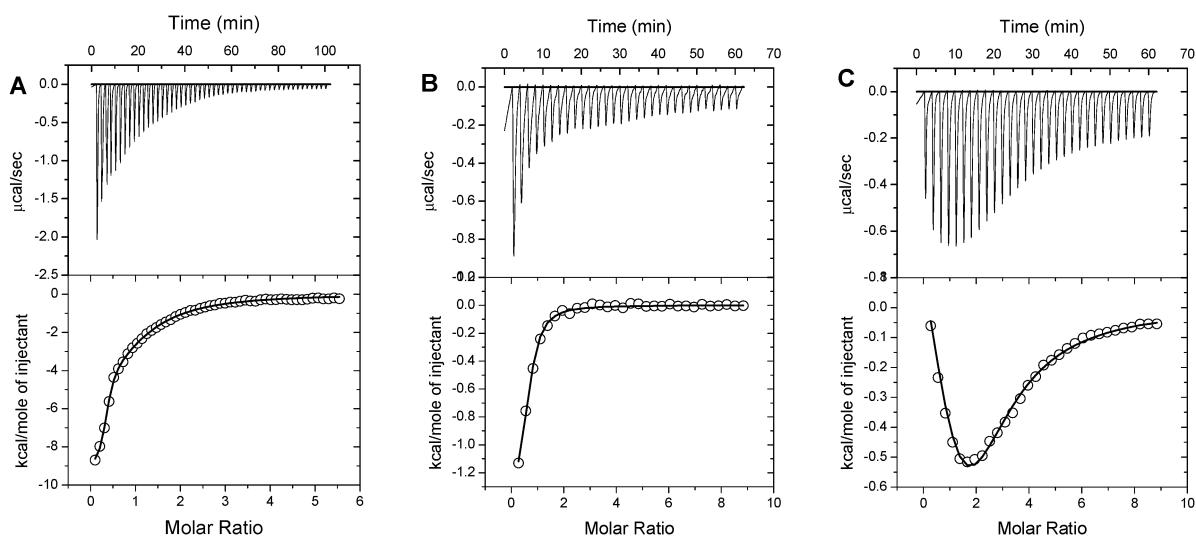 A
Time (min)
0 20 40 60 80 100
0.0
-0.5
-1.0
-1.5
-2.0
-2.5
µcal/sec
0
-2
-4
-6
-8
-10
kcal/mole of injectant
0 1 2 3 4 5 6
Molar Ratio
B
Time (min)
0 10 20 30 40 50 60 70
0.0
-0.2
-0.4
-0.6
-0.8
µcal/sec
0.0
-0.2
-0.4
-0.6
-0.8
-1.0
-1.2
kcal/mole of injectant
0 2 4 6 8 10
Molar Ratio
C
Time (min)
0 10 20 30 40 50 60 70
0.0
-0.2
-0.4
-0.6
µcal/sec
0.0
-0.1
-0.2
-0.3
-0.4
-0.5
-0.6
kcal/mole of injectant
0 2 4 6 8 10
Molar Ratio